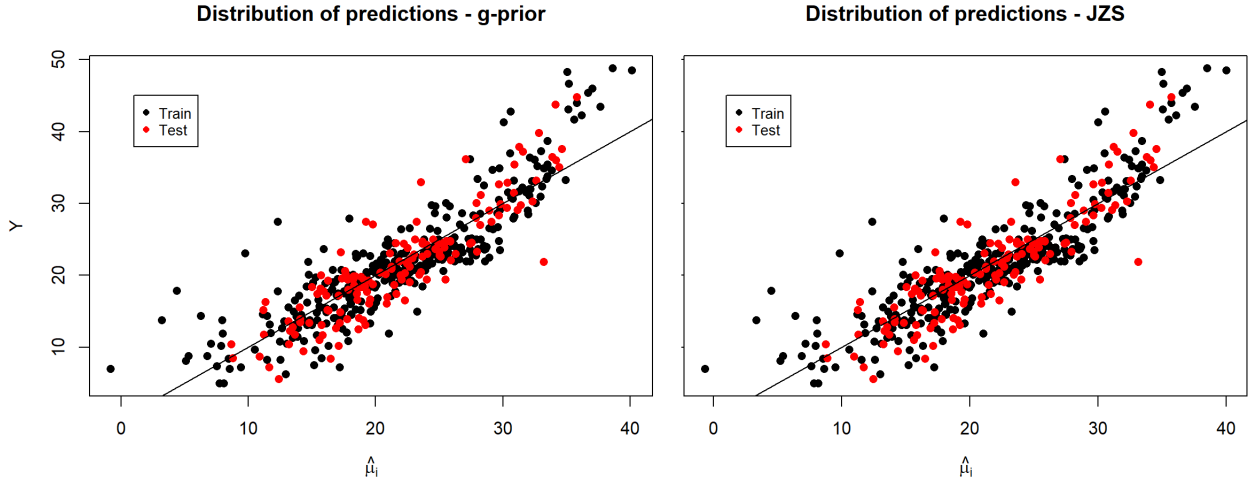 Distribution of predictions - g-prior
Y
50
40
30
20
10
Train
Test
0 10 20 30 40
μ̂i
Distribution of predictions - JZS
Train
Test
0 10 20 30 40
μ̂i